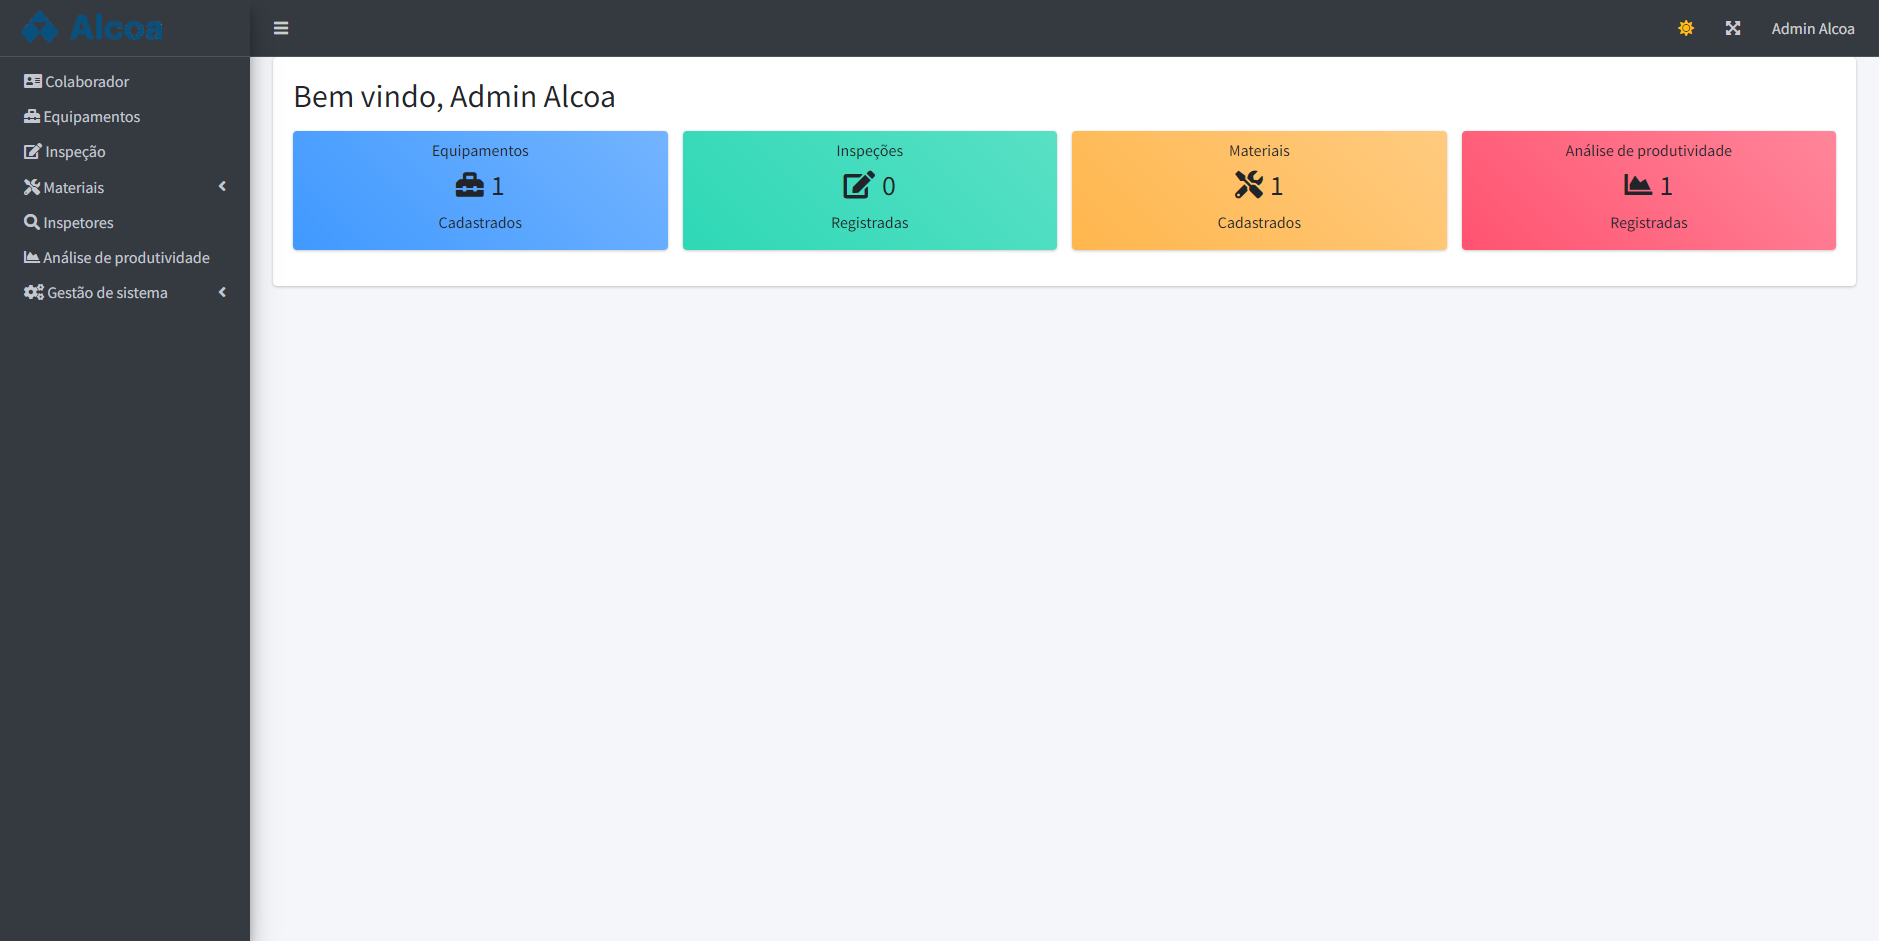 Alcoa
Admin Alcoa
Colaborador
Equipamentos
Inspeção
Materiais
Inspetores
Análise de produtividade
Gestão de sistema
Bem vindo, Admin Alcoa
Equipamentos
1
Cadastrados
Inspeções
0
Registradas
Materiais
1
Cadastrados
Análise de produtividade
1
Registradas